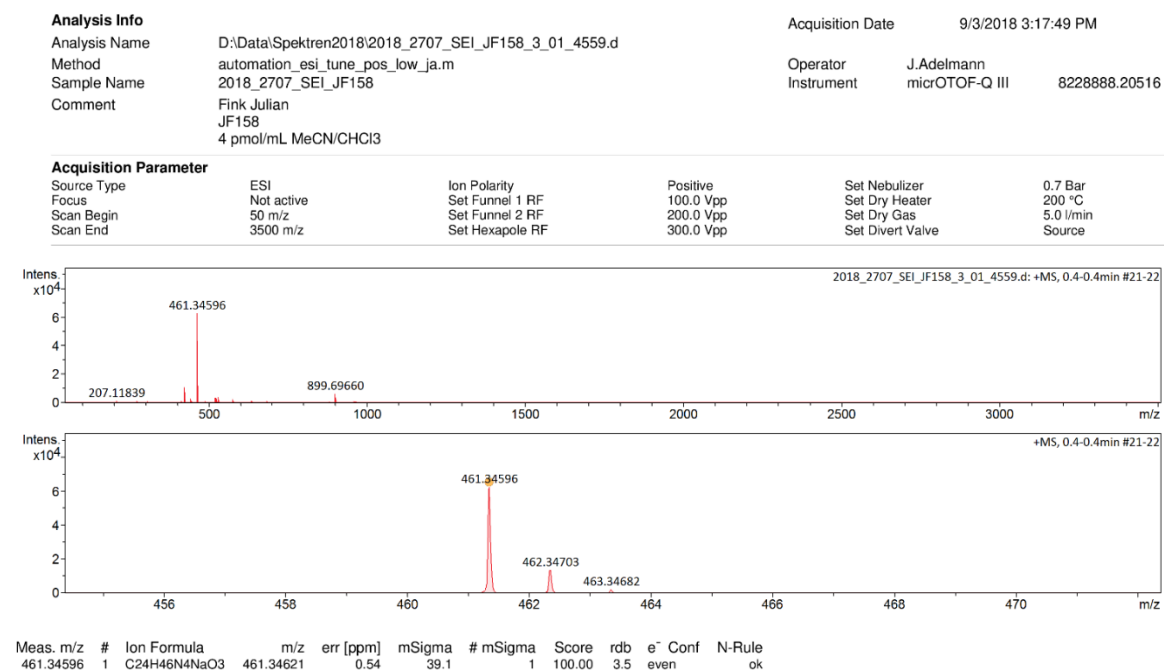 Analysis Info
Acquisition Date 9/3/2018 3:17:49 PM
Analysis Name D:\Data\Spektren2018\2018_2707_SEI_JF158_3_01_4559.d
Method automation_esi_tune_pos_low_ja.m Operator J.Adelmann
Sample Name 2018_2707_SEI_JF158 Instrument micrOTOF-Q III 8228888.20516
Comment Fink Julian
JF158
4 pmol/mL MeCN/CHCl3
Acquisition Parameter
Source Type ESI Ion Polarity Positive Set Nebulizer 0.7 Bar
Focus Not active Set Funnel 1 RF 100.0 Vpp Set Dry Heater 200 °C
Scan Begin 50 m/z Set Funnel 2 RF 200.0 Vpp Set Dry Gas 5.0 l/min
Scan End 3500 m/z Set Hexapole RF 300.0 Vpp Set Divert Valve Source
Intens. 2018_2707_SEI_JF158_3_01_4559.d: +MS, 0.4-0.4min #21-22
x10⁴
461.34596
6
4
2
207.11839 899.69660
0
500 1000 1500 2000 2500 3000 m/z
Intens. +MS, 0.4-0.4min #21-22
x10⁴
461.34596
6
4
2
462.34703
463.34682
0
456 458 460 462 464 466 468 470 m/z
Meas. m/z # Ion Formula m/z err [ppm] mSigma # mSigma Score rdb e⁻ Conf N-Rule
461.34596 1 C24H46N4NaO3 461.34621 0.54 39.1 1 100.00 3.5 even ok